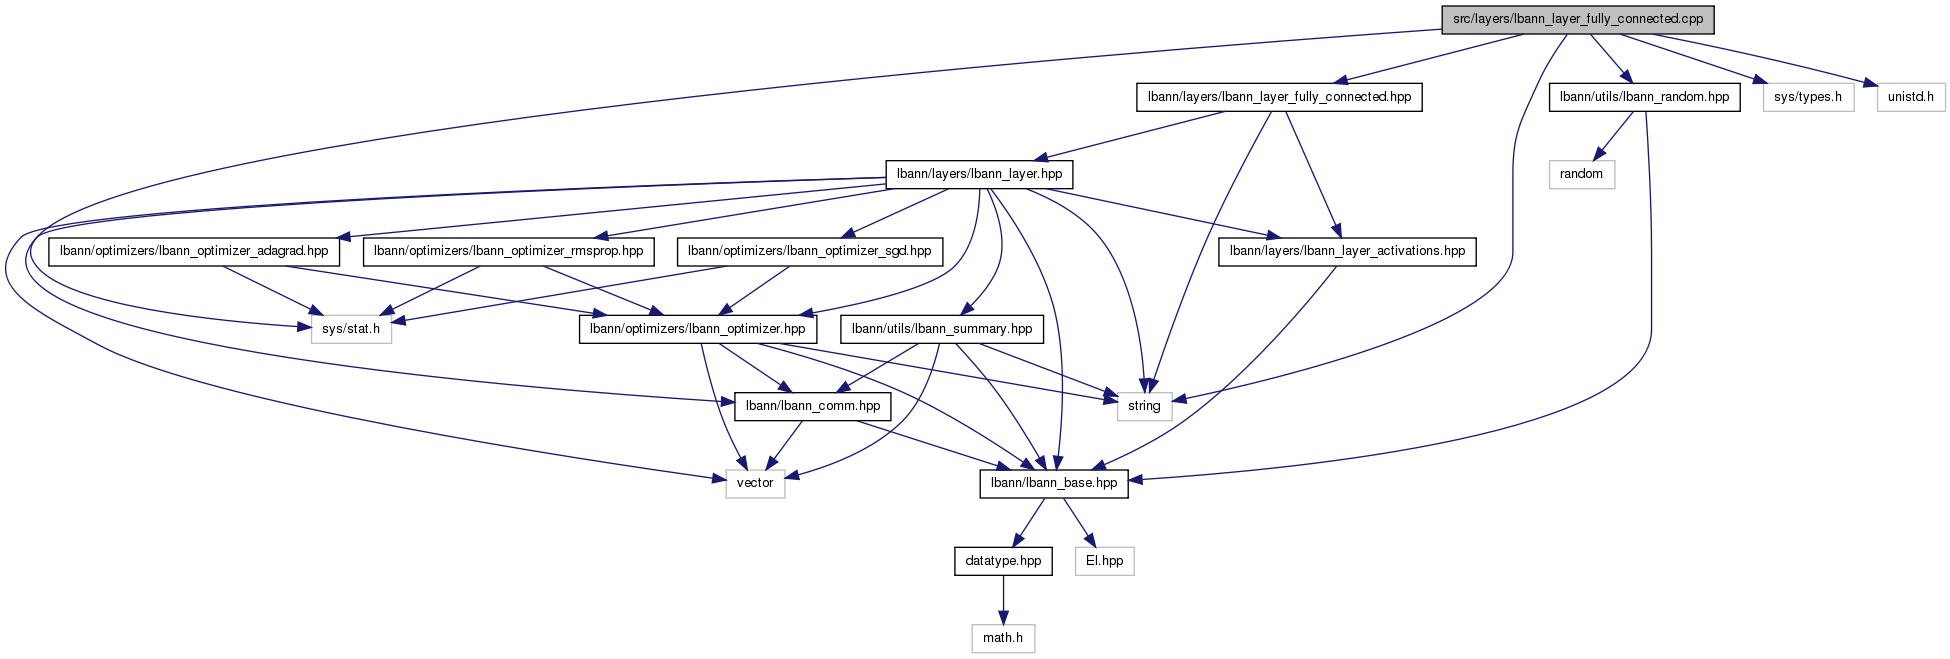 src/layers/lbann_layer_fully_connected.cpp
lbann/layers/lbann_layer_fully_connected.hpp
lbann/utils/lbann_random.hpp
sys/types.h
unistd.h
lbann/layers/lbann_layer.hpp
random
lbann/optimizers/lbann_optimizer_adagrad.hpp
lbann/optimizers/lbann_optimizer_rmsprop.hpp
lbann/optimizers/lbann_optimizer_sgd.hpp
lbann/layers/lbann_layer_activations.hpp
sys/stat.h
lbann/optimizers/lbann_optimizer.hpp
lbann/utils/lbann_summary.hpp
lbann/lbann_comm.hpp
string
vector
lbann/lbann_base.hpp
datatype.hpp
El.hpp
math.h